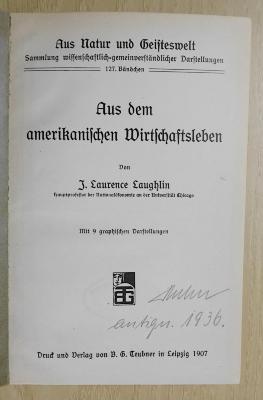 Aus Natur und Geisteswelt
Sammlung wissenschaftlich-gemeinverständlicher Darstellungen
127. Bändchen
Aus dem
amerikanischen Wirtschaftsleben
Von
J. Laurence Laughlin
Hauptprofessor der Nationalökonomie an der Universität Chicago
Mit 9 graphischen Darstellungen
antiqu. 1936.
Druck und Verlag von B. G. Teubner in Leipzig 1907